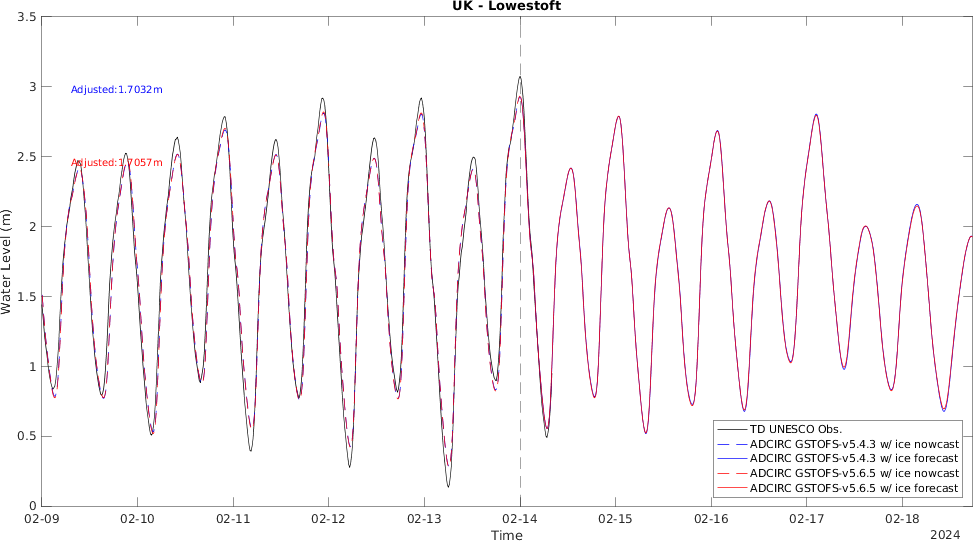 UK - Lowestoft
3.5
3
2.5
2
1.5
1
0.5
0
Water Level (m)
Adjusted:1.7032m
Adjusted:1.7057m
TD UNESCO Obs.
ADCIRC GSTOFS-v5.4.3 w/ ice nowcast
ADCIRC GSTOFS-v5.4.3 w/ ice forecast
ADCIRC GSTOFS-v5.6.5 w/ ice nowcast
ADCIRC GSTOFS-v5.6.5 w/ ice forecast
02-09 02-10 02-11 02-12 02-13 02-14 02-15 02-16 02-17 02-18
Time
2024